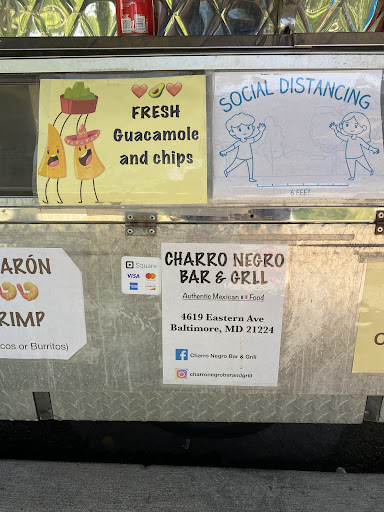 FRESH
Guacamole
and chips
SOCIAL DISTANCING
6 FEET
ARÓN
RIMP
cos or Burritos)
Square
VISA
CHARRO NEGRO
BAR & GRLL
Authentic Mexican Food
4619 Eastern Ave
Baltimore, MD 21224
Charro Negro Bar & Grill
charronegrobarandgrill